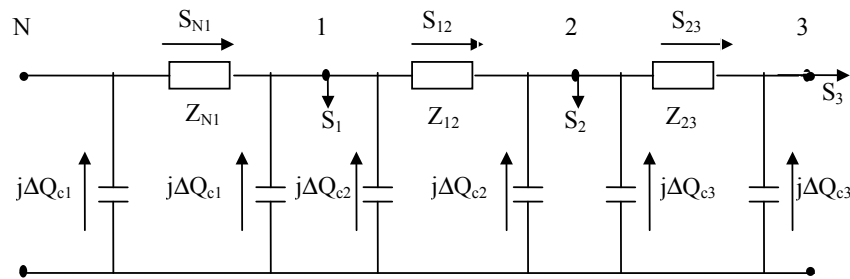 N S_N1 1 S_12 2 S_23 3
Z_N1 S_1 Z_12 S_2 Z_23 S_3
jΔQ_c1 jΔQ_c1 jΔQ_c2 jΔQ_c2 jΔQ_c3 jΔQ_c3